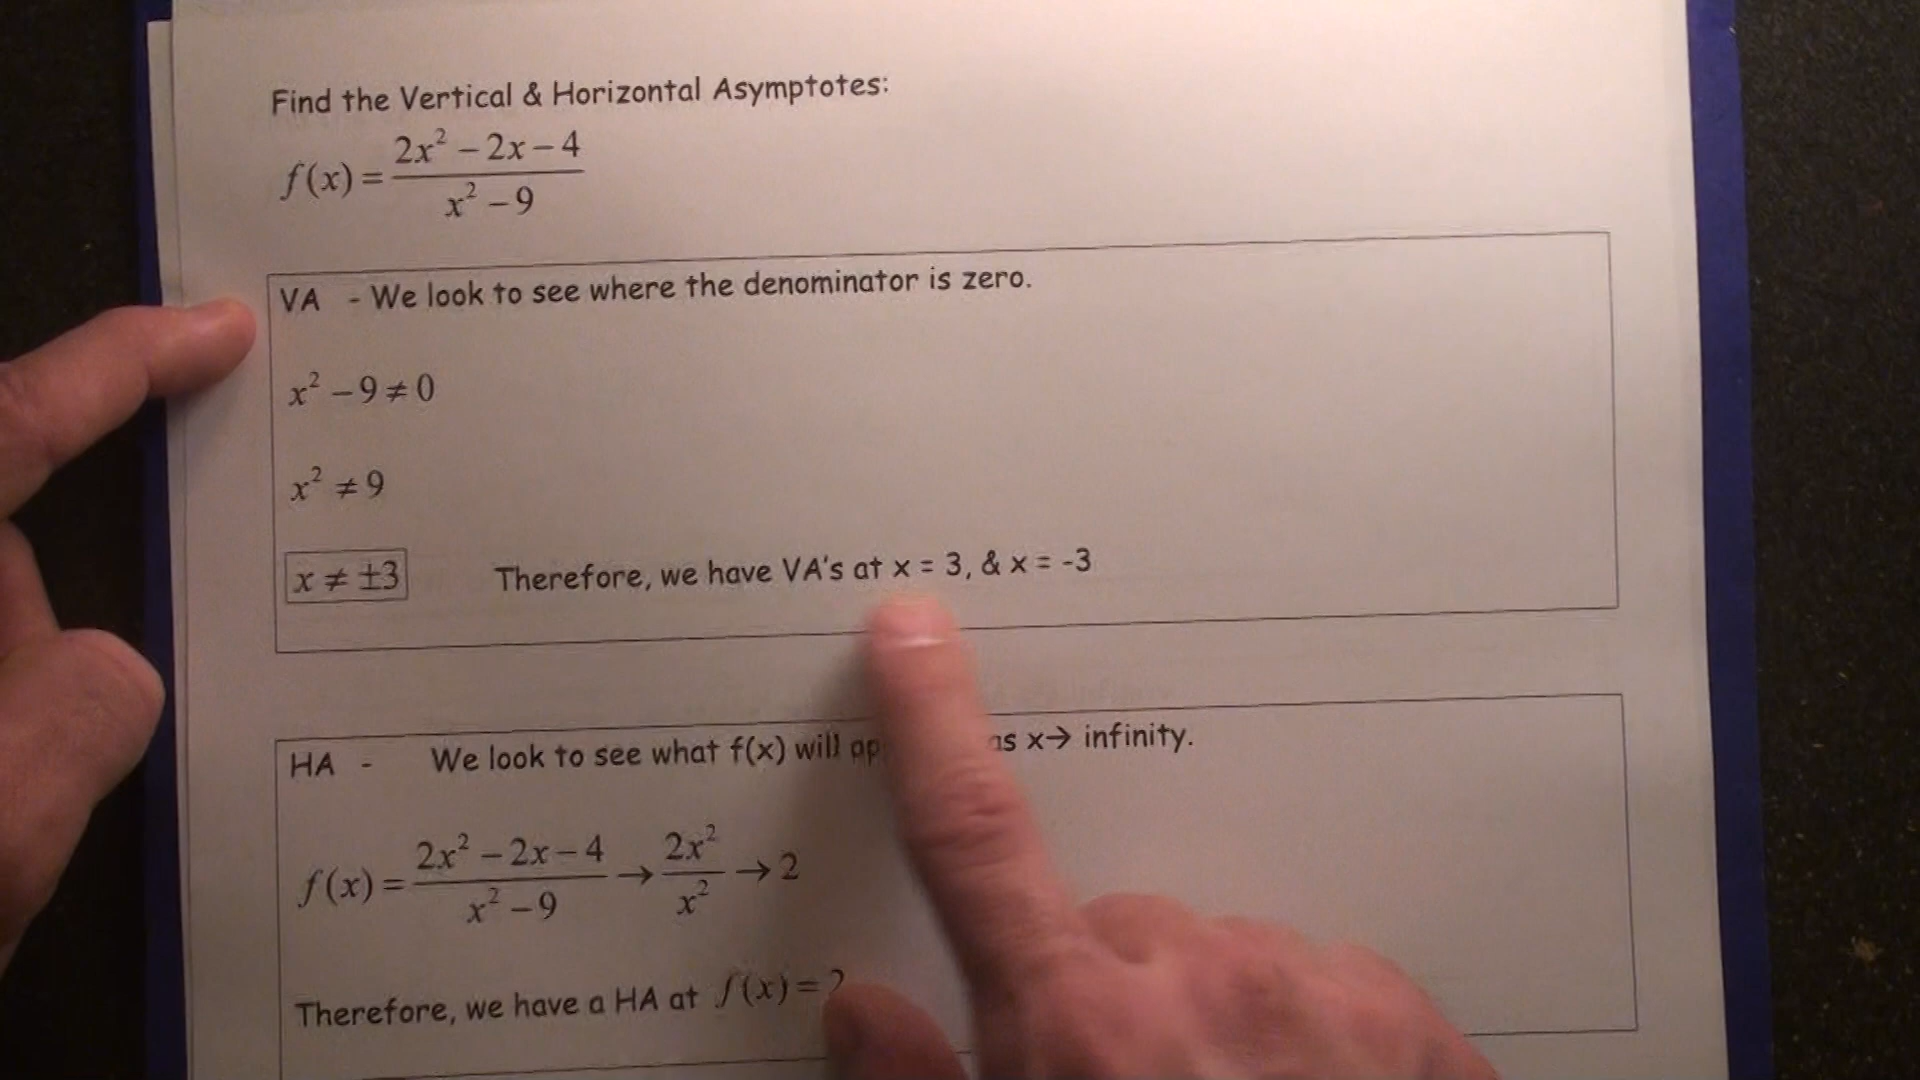 Find the Vertical & Horizontal Asymptotes:
f(x) = (2x² − 2x − 4) / (x² − 9)
VA - We look to see where the denominator is zero.
x² − 9 ≠ 0
x² ≠ 9
x ≠ ±3 Therefore, we have VA's at x = 3, & x = -3
HA - We look to see what f(x) will as x→ infinity.
f(x) = (2x² − 2x − 4) / (x² − 9) → 2x² / x² → 2
Therefore, we have a HA at f(x) = 2